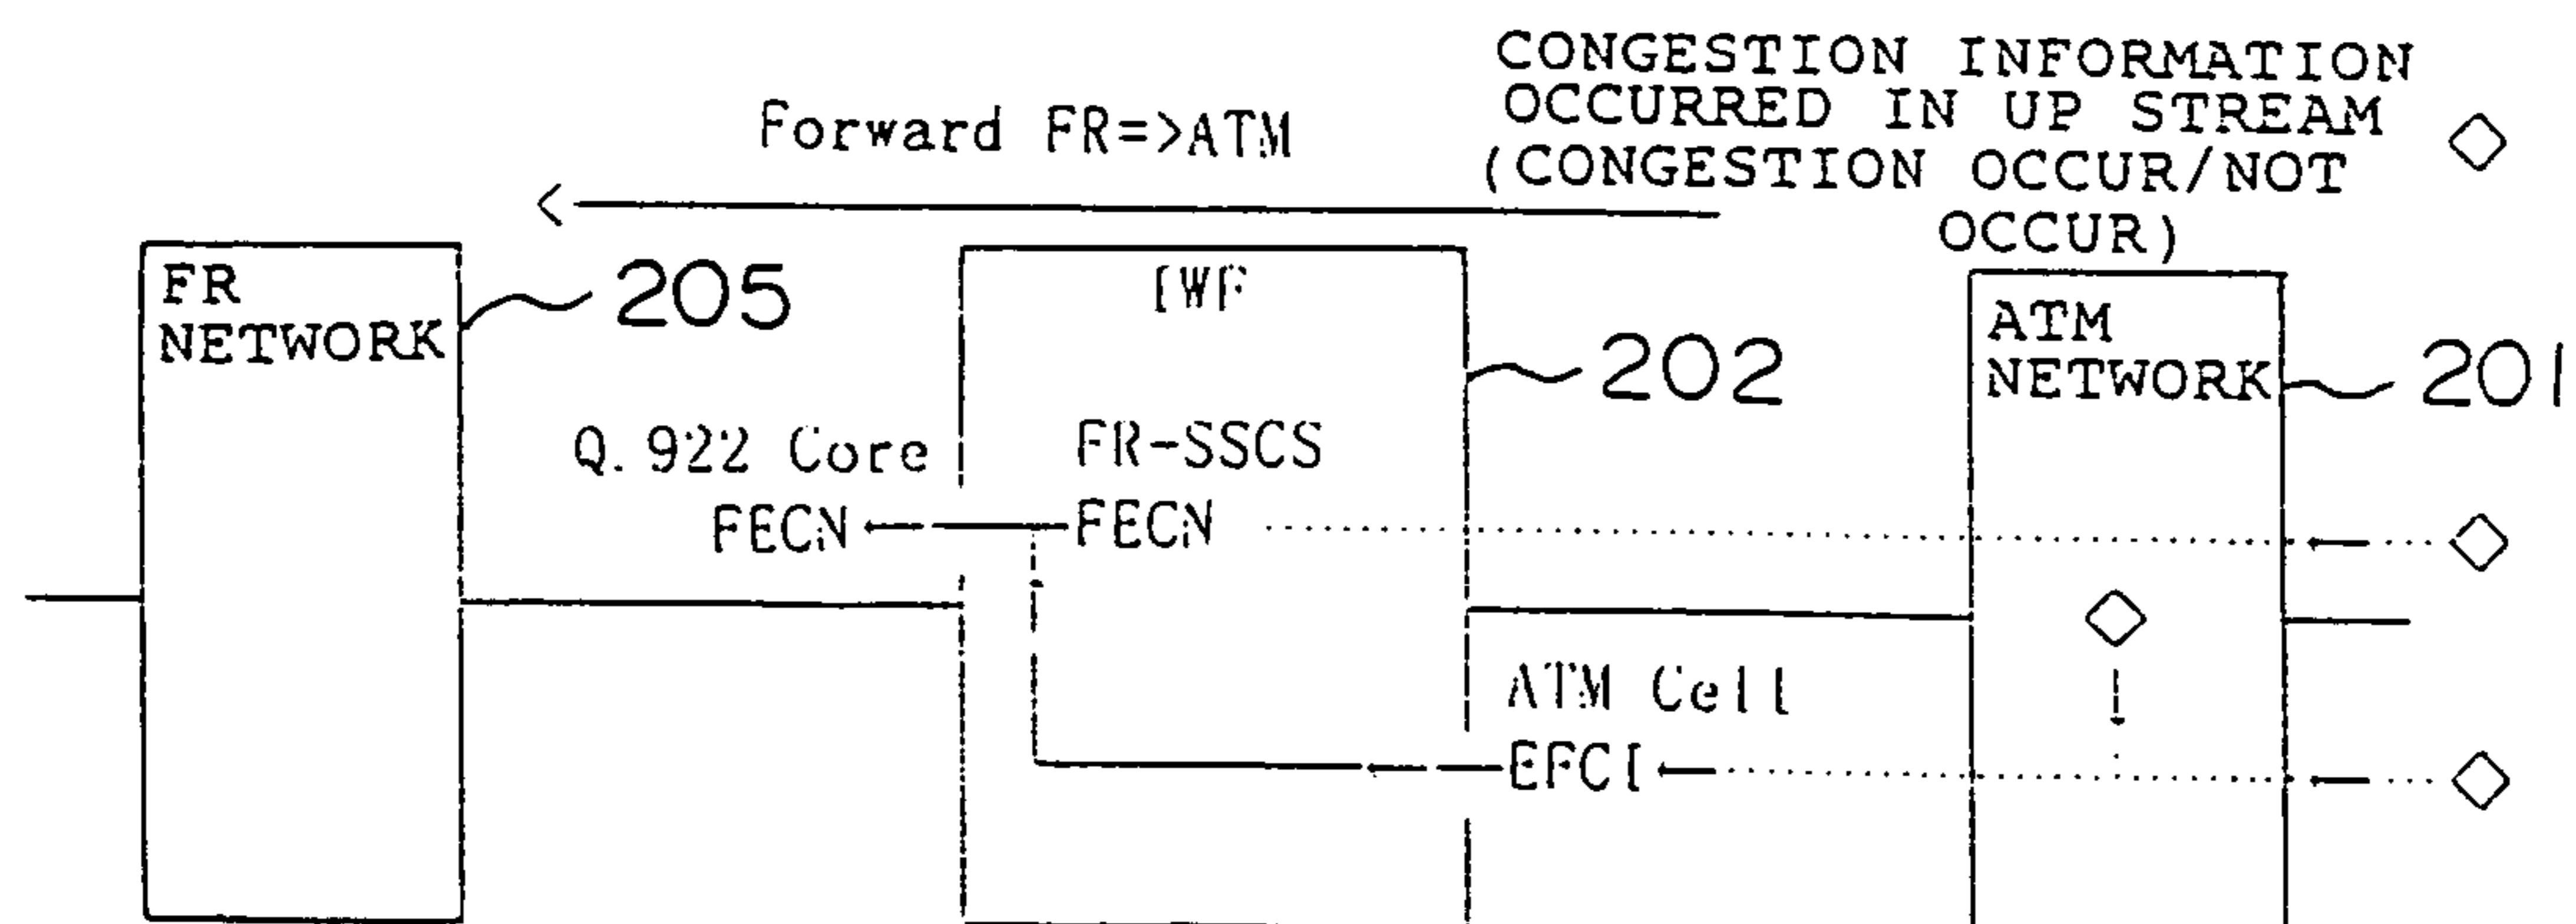 CONGESTION INFORMATION
OCCURRED IN UP STREAM
(CONGESTION OCCUR/NOT
OCCUR)
Forward FR=>ATM
FR
NETWORK
205
IWF
202
ATM
NETWORK
201
Q.922 Core
FECN
FR-SSCS
FECN
ATM Cell
EFCI